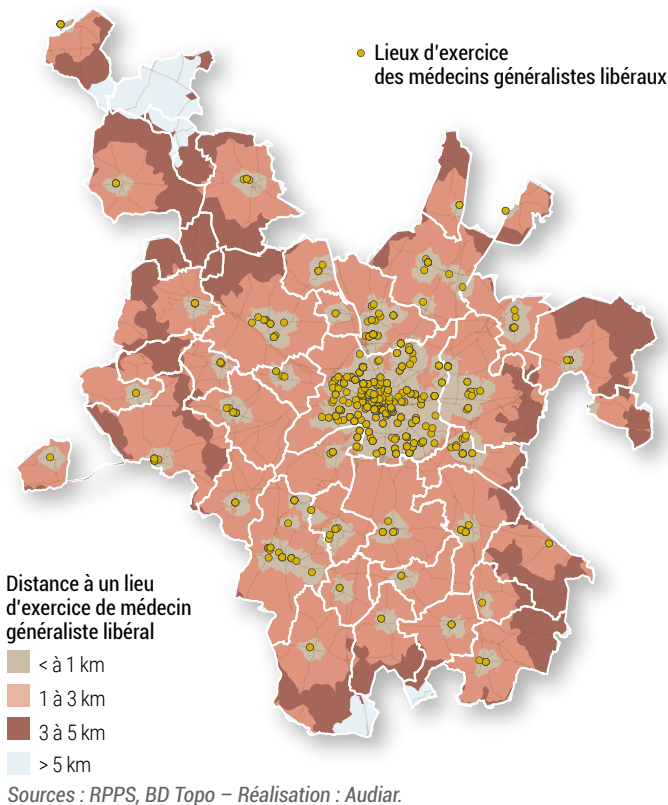 Lieux d'exercice
des médecins généralistes libéraux
Distance à un lieu
d'exercice de médecin
généraliste libéral
< à 1 km
1 à 3 km
3 à 5 km
> 5 km
Sources : RPPS, BD Topo – Réalisation : Audiar.